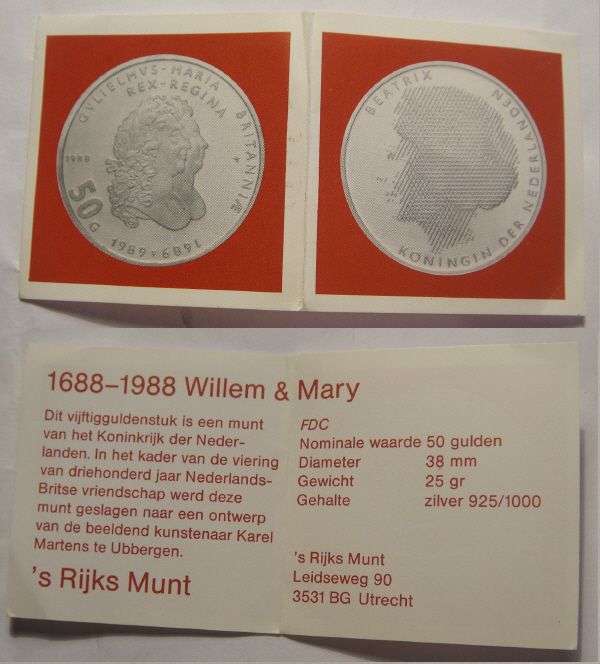 GVLIELMVS·MARIA
REX·REGINA
BRITANNIÆ
1988
50
G
1689
1689
BEATRIX
KONINGIN DER NEDERLANDEN
1688–1988 Willem & Mary
Dit vijftigguldenstuk is een munt
van het Koninkrijk der Neder-
landen. In het kader van de viering
van driehonderd jaar Nederlands-
Britse vriendschap werd deze
munt geslagen naar een ontwerp
van de beeldend kunstenaar Karel
Martens te Ubbergen.
's Rijks Munt
FDC
Nominale waarde 50 gulden
Diameter 38 mm
Gewicht 25 gr
Gehalte zilver 925/1000
's Rijks Munt
Leidseweg 90
3531 BG Utrecht